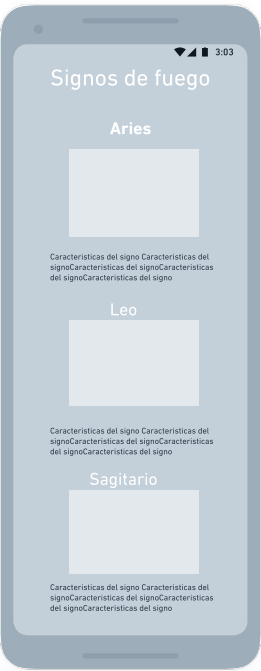 3:03
Signos de fuego
Aries
Caracteristicas del signo Caracteristicas del
signoCaracteristicas del signoCaracteristicas
del signoCaracteristicas del signo
Leo
Caracteristicas del signo Caracteristicas del
signoCaracteristicas del signoCaracteristicas
del signoCaracteristicas del signo
Sagitario
Caracteristicas del signo Caracteristicas del
signoCaracteristicas del signoCaracteristicas
del signoCaracteristicas del signo